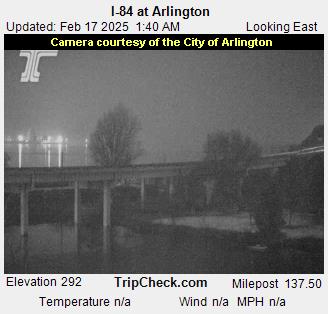 I-84 at Arlington
Updated: Feb 17 2025 1:40 AM Looking East
Camera courtesy of the City of Arlington
Elevation 292 TripCheck.com Milepost 137.50
Temperature n/a Wind n/a MPH n/a